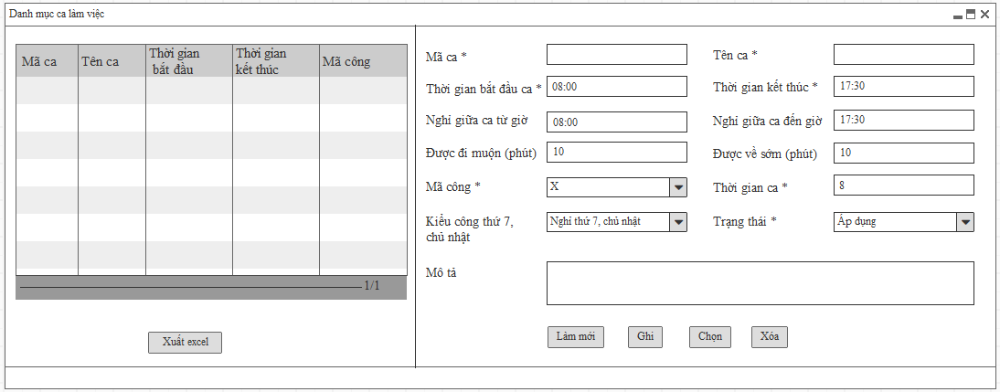 Danh mục ca làm việc
Mã ca
Tên ca
Thời gian
bắt đầu
Thời gian
kết thúc
Mã công
1/1
Xuất excel
Mã ca *
Tên ca *
Thời gian bắt đầu ca *
08:00
Thời gian kết thúc *
17:30
Nghỉ giữa ca từ giờ
08:00
Nghỉ giữa ca đến giờ
17:30
Được đi muộn (phút)
10
Được về sớm (phút)
10
Mã công *
X
Thời gian ca *
8
Kiểu công thứ 7,
chủ nhật
Nghỉ thứ 7, chủ nhật
Trạng thái *
Áp dụng
Mô tả
Làm mới
Ghi
Chọn
Xóa